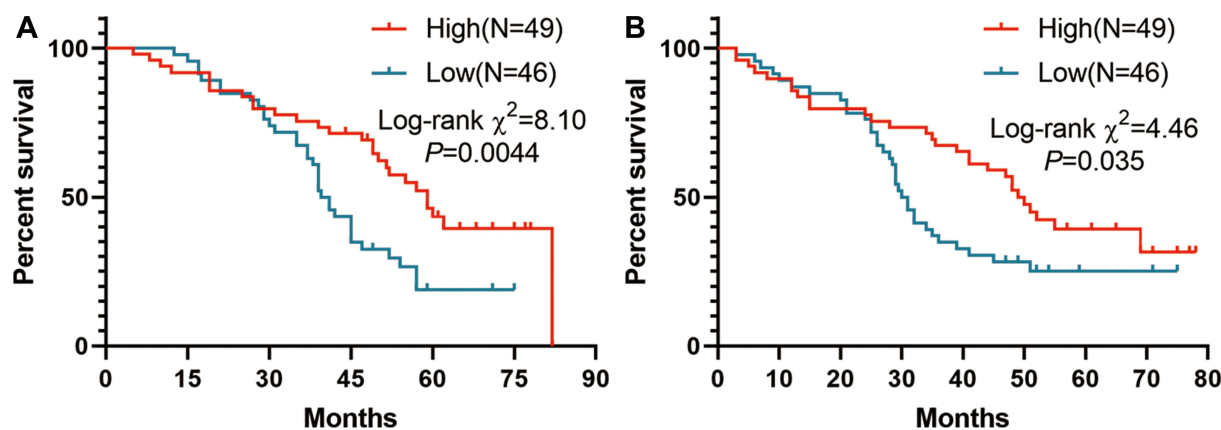 A
High(N=49)
Low(N=46)
Log-rank χ²=8.10
P=0.0044
Percent survival
100
50
0
0 15 30 45 60 75 90
Months
B
High(N=49)
Low(N=46)
Log-rank χ²=4.46
P=0.035
Percent survival
100
50
0
0 10 20 30 40 50 60 70 80
Months